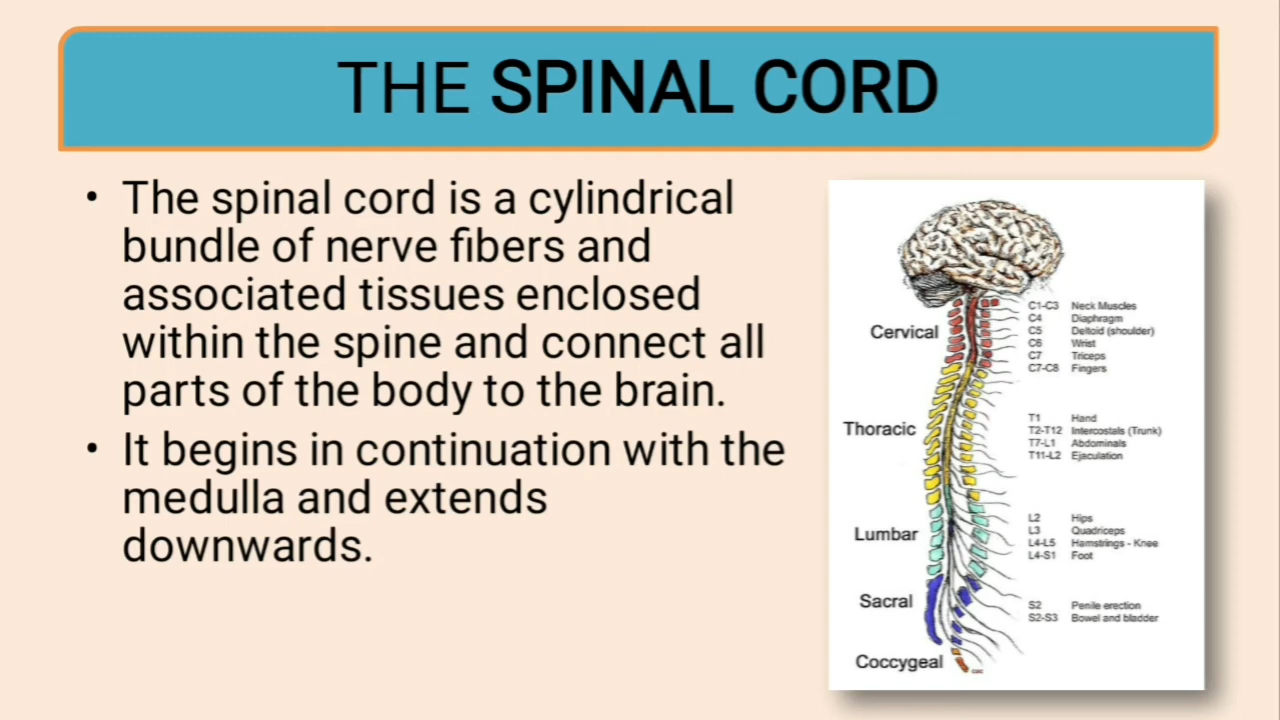 THE SPINAL CORD
• The spinal cord is a cylindrical
bundle of nerve fibers and
associated tissues enclosed
within the spine and connect all
parts of the body to the brain.
• It begins in continuation with the
medulla and extends
downwards.
Cervical
C1-C3 Neck Muscles
C4 Diaphragm
C5 Deltoid (shoulder)
C6 Wrist
C7 Triceps
C7-C8 Fingers
Thoracic
T1 Hand
T2-T12 Intercostals (Trunk)
T7-L1 Abdominals
T11-L2 Ejaculation
Lumbar
L2 Hips
L3 Quadriceps
L4-L5 Hamstrings - Knee
L4-S1 Foot
Sacral
S2 Penile erection
S2-S3 Bowel and bladder
Coccygeal